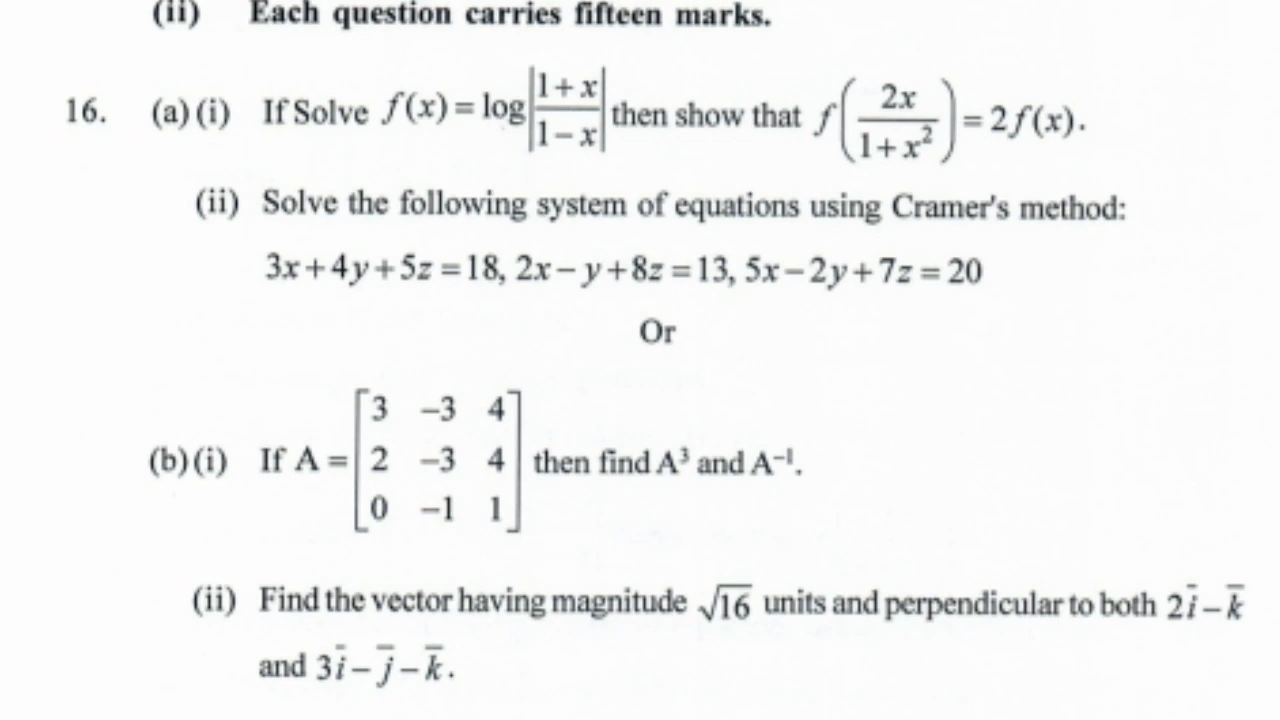 (ii) Each question carries fifteen marks.
16. (a) (i) If Solve f(x) = log|1+x / 1−x| then show that f(2x / 1+x²) = 2f(x).
(ii) Solve the following system of equations using Cramer's method:
3x+4y+5z=18, 2x−y+8z=13, 5x−2y+7z=20
Or
(b) (i) If A = [3 −3 4
2 −3 4
0 −1 1] then find A³ and A⁻¹.
(ii) Find the vector having magnitude √16 units and perpendicular to both 2ī − k̄
and 3ī − j̄ − k̄.